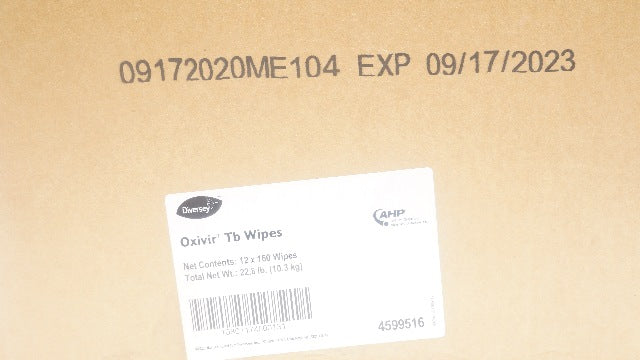 09172020ME104 EXP 09/17/2023
Diversey
AHP
Oxivir® Tb Wipes
Net Contents: 12 x 160 Wipes
Total Net Wt.: 22.6 lb. (10.3 kg)
4599516